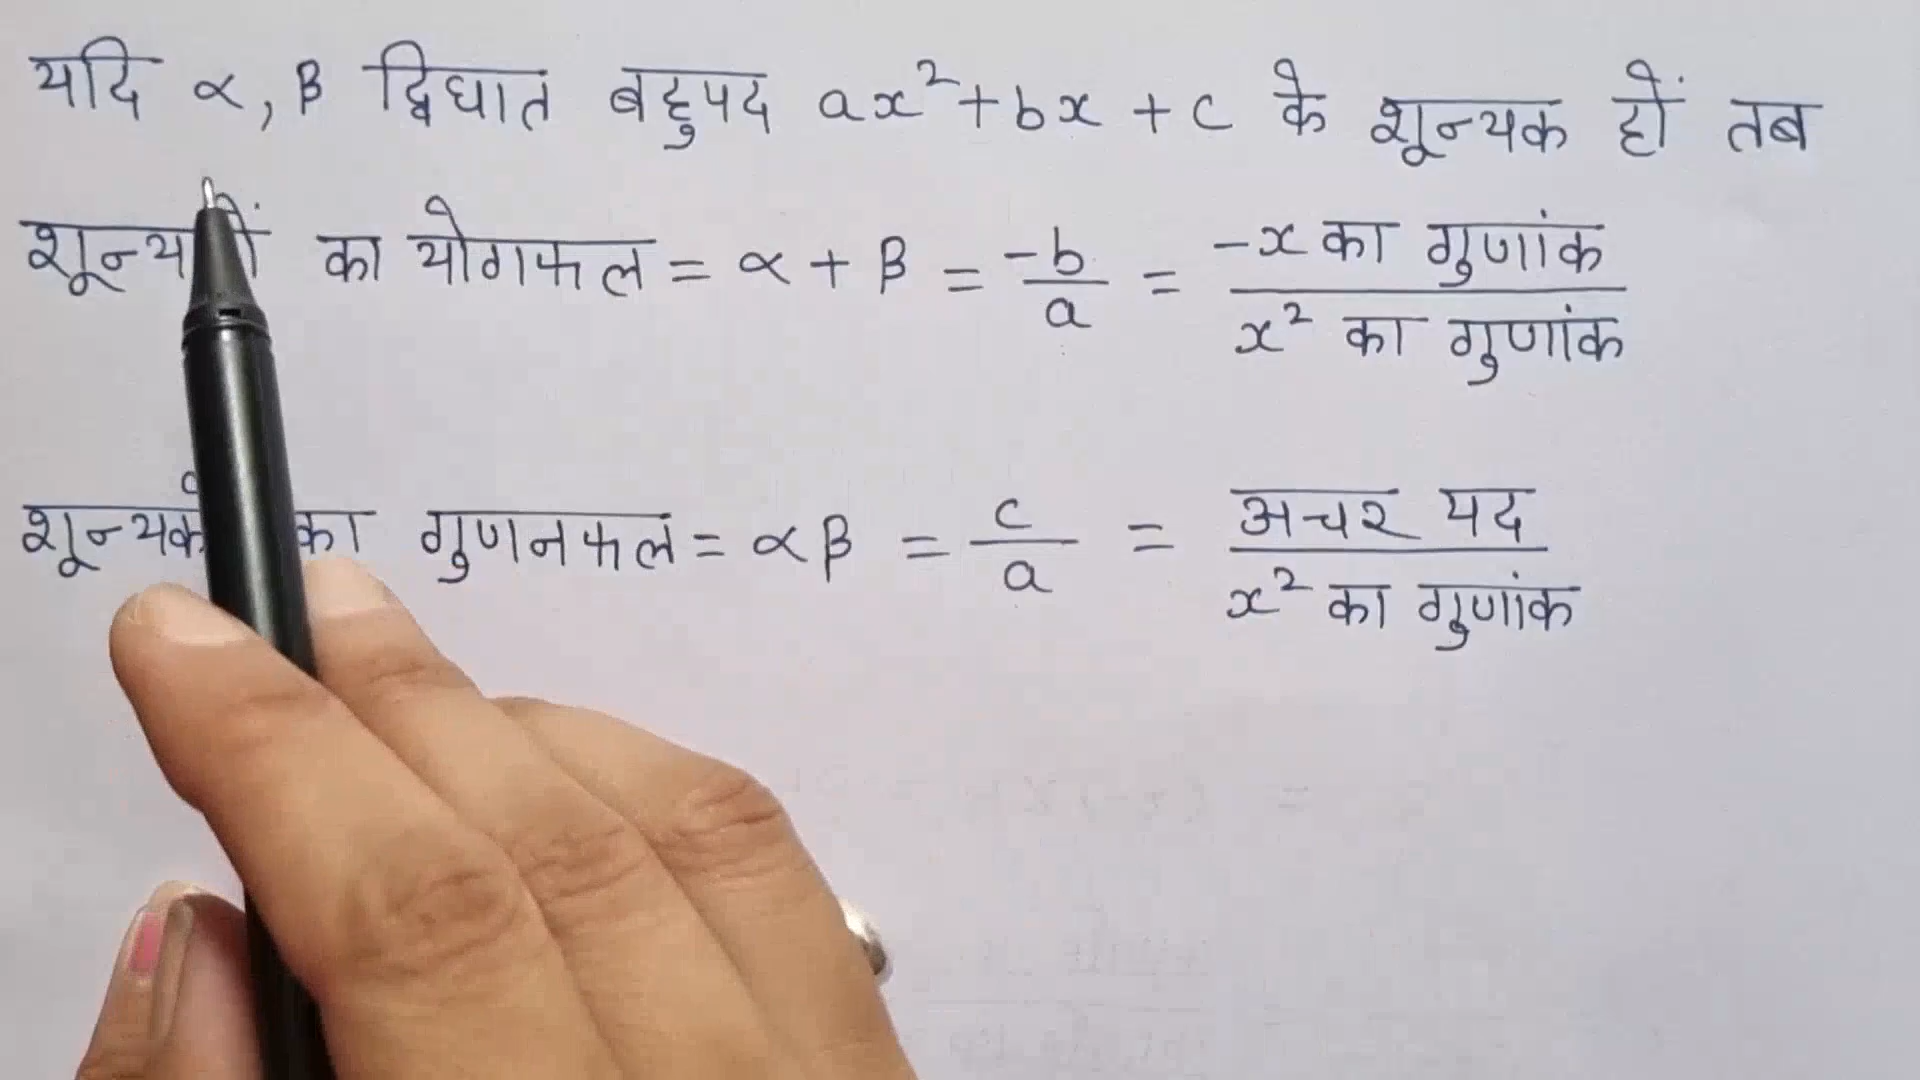 यदि α, β द्विघात बहुपद ax²+bx+c के शून्यक हों तब
का योगफल = α + β = -b/a = -x का गुणांक / x² का गुणांक
का गुणनफल = αβ = c/a = अचर पद / x² का गुणांक